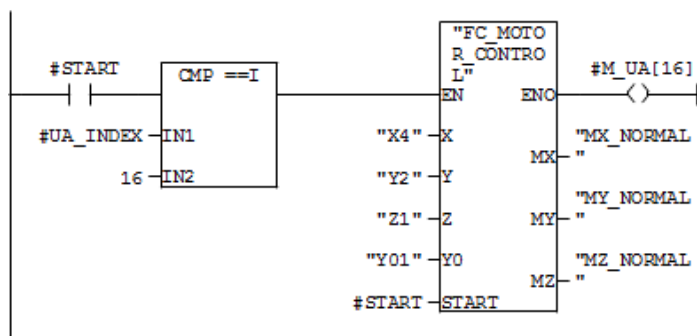 "FC_MOTO
R_CONTRO
L"
#START
CMP ==I
#M_UA[16]
EN
ENO
#UA_INDEX
IN1
"X4"
X
"MX_NORMAL
MX
"
16
IN2
"Y2"
Y
"MY_NORMAL
"Z1"
Z
MY
"
"Y01"
Y0
"MZ_NORMAL
MZ
"
#START
START